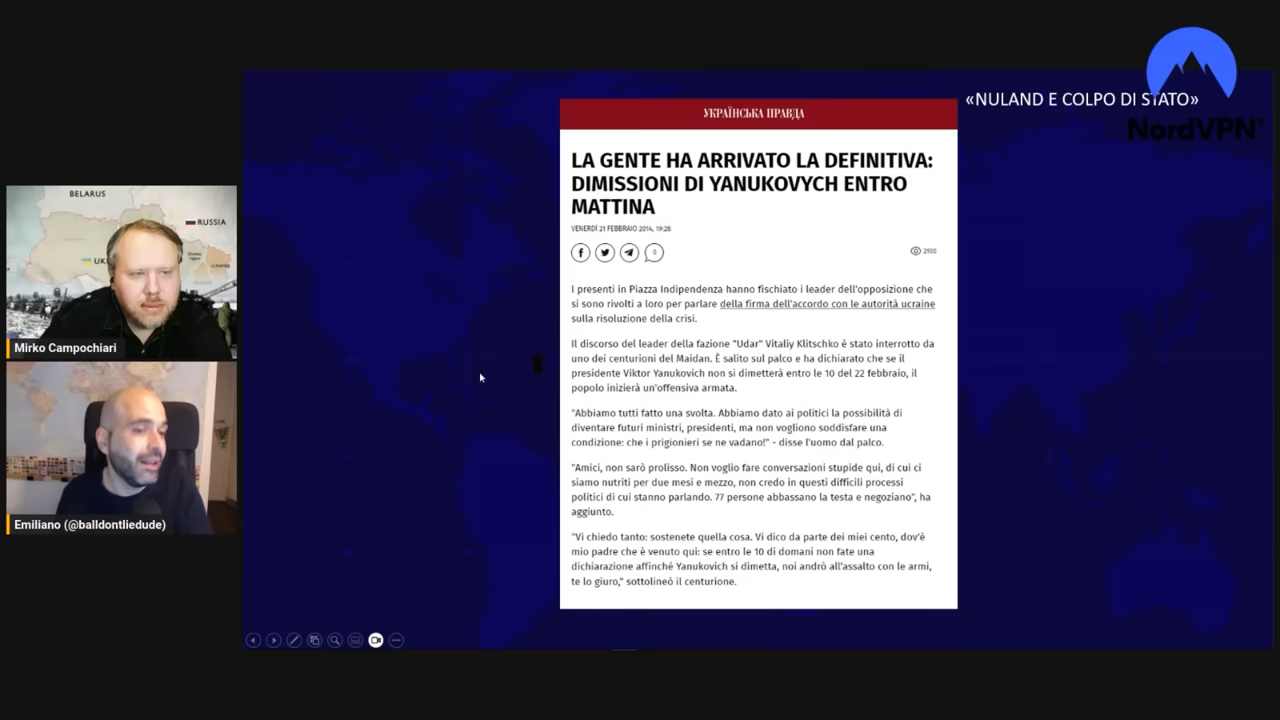 «NULAND E COLPO DI STATO»
NordVPN®
УКРАЇНСЬКА ПРАВДА
LA GENTE HA ARRIVATO LA DEFINITIVA:
DIMISSIONI DI YANUKOVYCH ENTRO
MATTINA
VENERDÌ 21 FEBBRAIO 2014, 19:28
0
2930
I presenti in Piazza Indipendenza hanno fischiato i leader dell'opposizione che
si sono rivolti a loro per parlare della firma dell'accordo con le autorità ucraine
sulla risoluzione della crisi.
Il discorso del leader della fazione "Udar" Vitaliy Klitschko è stato interrotto da
uno dei centurioni del Maidan. È salito sul palco e ha dichiarato che se il
presidente Viktor Yanukovich non si dimetterà entro le 10 del 22 febbraio, il
popolo inizierà un'offensiva armata.
"Abbiamo tutti fatto una svolta. Abbiamo dato ai politici la possibilità di
diventare futuri ministri, presidenti, ma non vogliono soddisfare una
condizione: che i prigionieri se ne vadano!" - disse l'uomo dal palco.
"Amici, non sarò prolisso. Non voglio fare conversazioni stupide qui, di cui ci
siamo nutriti per due mesi e mezzo, non credo in questi difficili processi
politici di cui stanno parlando. 77 persone abbassano la testa e negoziano", ha
aggiunto.
"Vi chiedo tanto: sostenete quella cosa. Vi dico da parte dei miei cento, dov'è
mio padre che è venuto qui: se entro le 10 di domani non fate una
dichiarazione affinché Yanukovich si dimetta, noi andrò all'assalto con le armi,
te lo giuro," sottolineó il centurione.
BELARUS
RUSSIA
UK
Mirko Campochiari
Emiliano (@balldontliedude)